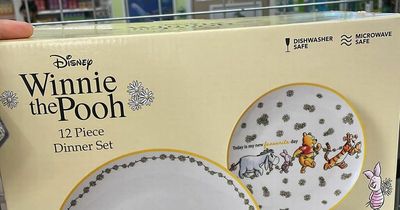 Disney
Winnie
the Pooh
12 Piece
Dinner Set
DISHWASHER
SAFE
MICROWAVE
SAFE
Today is my new favourite day